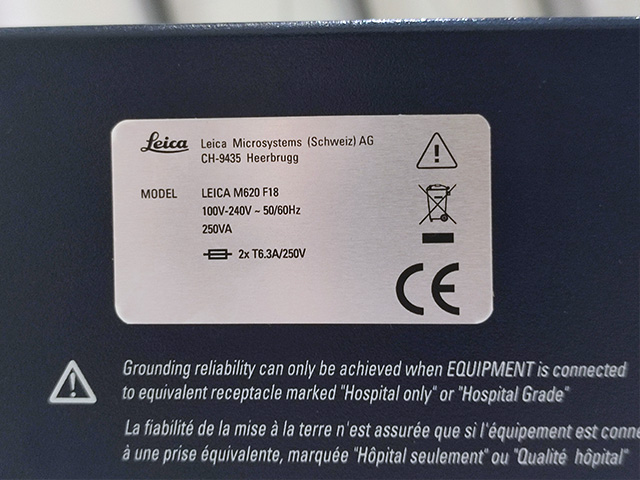 Leica Leica Microsystems (Schweiz) AG
CH-9435 Heerbrugg
MODEL LEICA M620 F18
100V-240V ~ 50/60Hz
250VA
2x T6.3A/250V
CE
Grounding reliability can only be achieved when EQUIPMENT is connected
to equivalent receptacle marked "Hospital only" or "Hospital Grade"
La fiabilité de la mise à la terre n'est assurée que si l'équipement est
à une prise équivalente, marquée "Hôpital seulement" ou "Qualité hôpital"